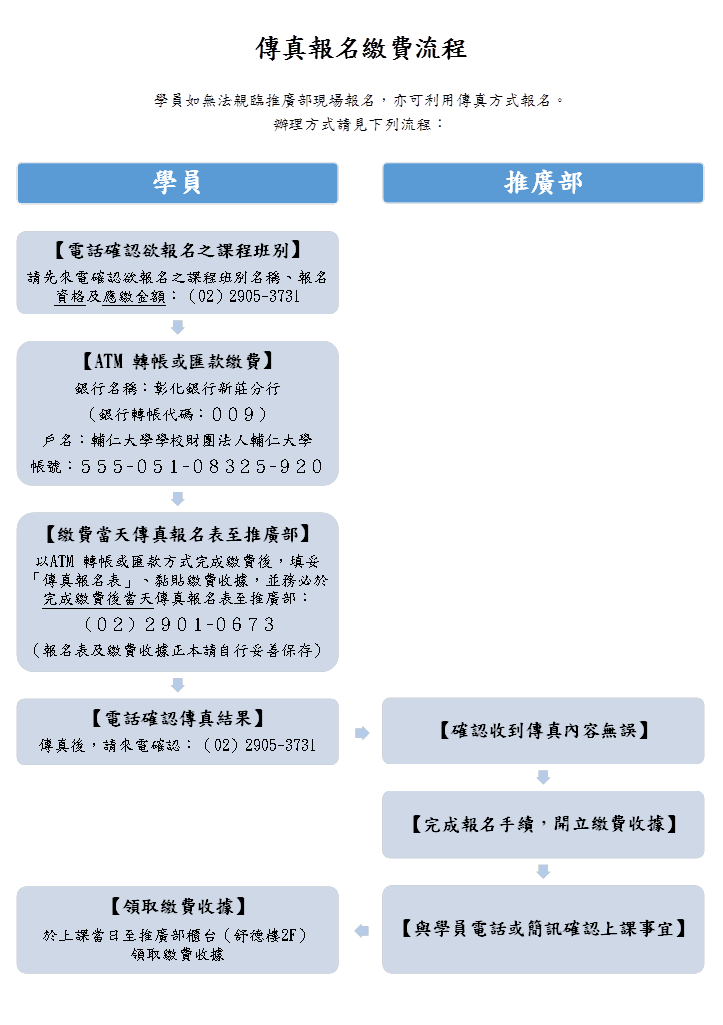 傳真報名繳費流程
學員如無法親臨推廣部現場報名，亦可利用傳真方式報名。
辦理方式請見下列流程：
學員
推廣部
【電話確認欲報名之課程班別】
請先來電確認欲報名之課程班別名稱、報名
資格及應繳金額：（02）2905-3731
【ATM 轉帳或匯款繳費】
銀行名稱：彰化銀行新莊分行
（銀行轉帳代碼：００９）
戶名：輔仁大學學校財團法人輔仁大學
帳號：５５５-０５１-０８３２５-９２０
【繳費當天傳真報名表至推廣部】
以ATM 轉帳或匯款方式完成繳費後，填妥
「傳真報名表」、黏貼繳費收據，並務必於
完成繳費後當天傳真報名表至推廣部：
（０２）２９０１-０６７３
（報名表及繳費收據正本請自行妥善保存）
【電話確認傳真結果】
傳真後，請來電確認：（02）2905-3731
【確認收到傳真內容無誤】
【完成報名手續，開立繳費收據】
【與學員電話或簡訊確認上課事宜】
【領取繳費收據】
於上課當日至推廣部櫃台（舒德樓2F）
領取繳費收據